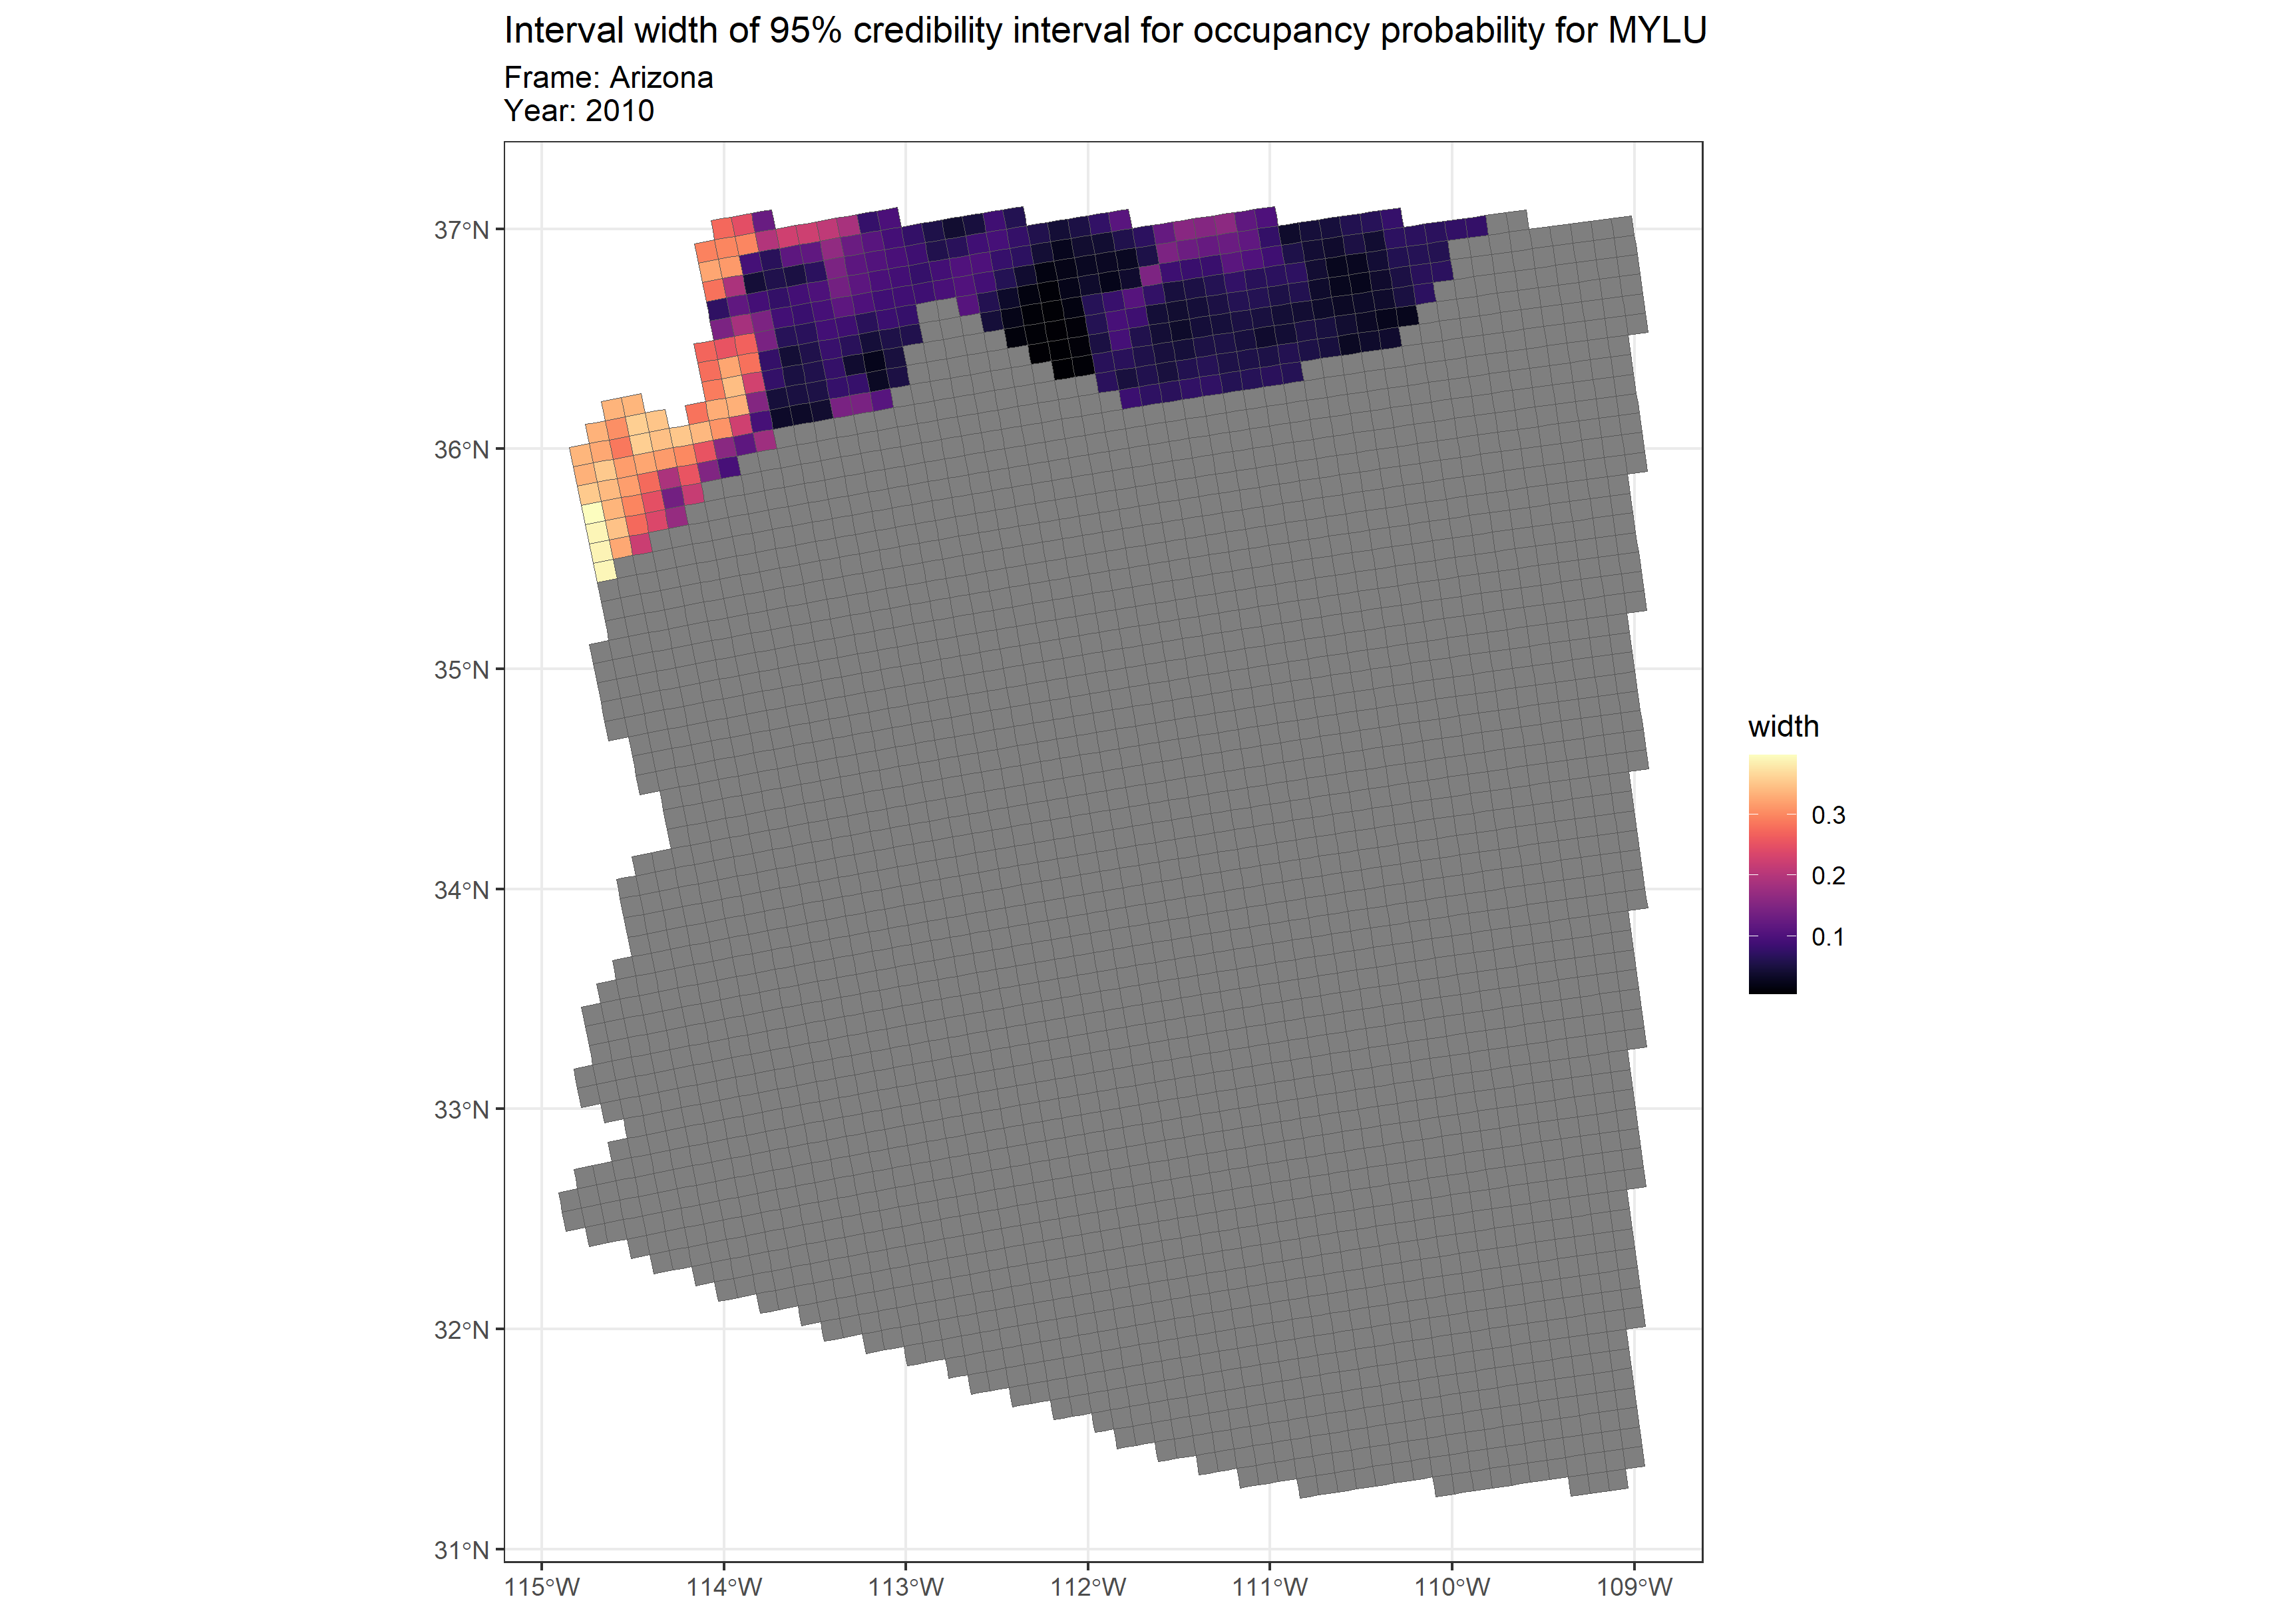 Interval width of 95% credibility interval for occupancy probability for MYLU
Frame: Arizona
Year: 2010
37°N
36°N
35°N
34°N
33°N
32°N
31°N
115°W
114°W
113°W
112°W
111°W
110°W
109°W
width
0.3
0.2
0.1